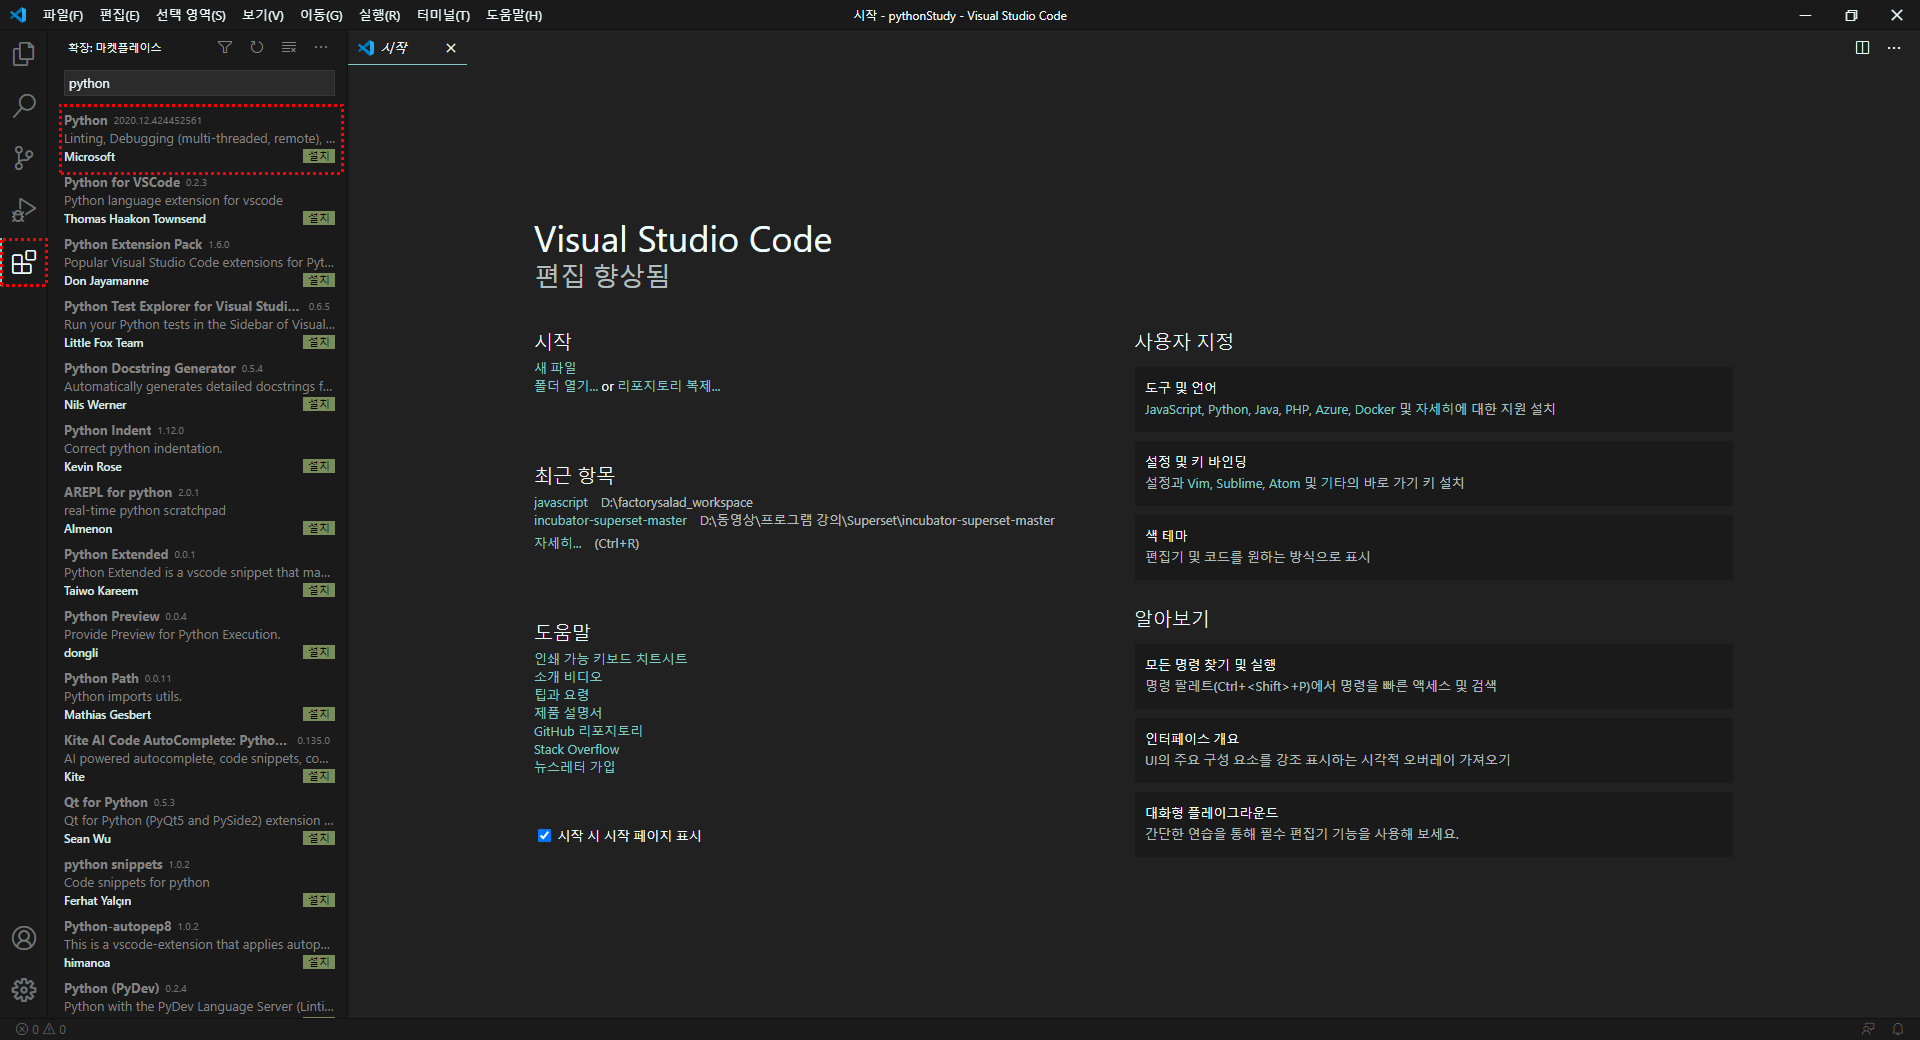 파일(F) 편집(E) 선택 영역(S) 보기(V) 이동(G) 실행(R) 터미널(T) 도움말(H)
시작 - pythonStudy - Visual Studio Code
확장: 마켓플레이스
python
Python 2020.12.424452561
Linting, Debugging (multi-threaded, remote), ...
Microsoft 설치
Python for VSCode 0.2.3
Python language extension for vscode
Thomas Haakon Townsend 설치
Python Extension Pack 1.6.0
Popular Visual Studio Code extensions for Pyt...
Don Jayamanne 설치
Python Test Explorer for Visual Studi... 0.6.5
Run your Python tests in the Sidebar of Visual...
Little Fox Team 설치
Python Docstring Generator 0.5.4
Automatically generates detailed docstrings f...
Nils Werner 설치
Python Indent 1.12.0
Correct python indentation.
Kevin Rose 설치
AREPL for python 2.0.1
real-time python scratchpad
Almenon 설치
Python Extended 0.0.1
Python Extended is a vscode snippet that ma...
Taiwo Kareem 설치
Python Preview 0.0.4
Provide Preview for Python Execution.
dongli 설치
Python Path 0.0.11
Python imports utils.
Mathias Gesbert 설치
Kite AI Code AutoComplete: Pytho... 0.135.0
AI powered autocomplete, code snippets, co...
Kite 설치
Qt for Python 0.5.3
Qt for Python (PyQt5 and PySide2) extension ...
Sean Wu 설치
python snippets 1.0.2
Code snippets for python
Ferhat Yalçın 설치
Python-autopep8 1.0.2
This is a vscode-extension that applies autop...
himanoa 설치
Python (PyDev) 0.2.4
Python with the PyDev Language Server (Linti...
시작
Visual Studio Code
편집 향상됨
시작
새 파일
폴더 열기... or 리포지토리 복제...
최근 항목
javascript D:\factorysalad_workspace
incubator-superset-master D:\동영상\프로그램 강의\Superset\incubator-superset-master
자세히... (Ctrl+R)
도움말
인쇄 가능 키보드 치트시트
소개 비디오
팁과 요령
제품 설명서
GitHub 리포지토리
Stack Overflow
뉴스레터 가입
시작 시 시작 페이지 표시
사용자 지정
도구 및 언어
JavaScript, Python, Java, PHP, Azure, Docker 및 자세히에 대한 지원 설치
설정 및 키 바인딩
설정과 Vim, Sublime, Atom 및 기타의 바로 가기 키 설치
색 테마
편집기 및 코드를 원하는 방식으로 표시
알아보기
모든 명령 찾기 및 실행
명령 팔레트(Ctrl+<Shift>+P)에서 명령을 빠른 액세스 및 검색
인터페이스 개요
UI의 주요 구성 요소를 강조 표시하는 시각적 오버레이 가져오기
대화형 플레이그라운드
간단한 연습을 통해 필수 편집기 기능을 사용해 보세요.
0 0